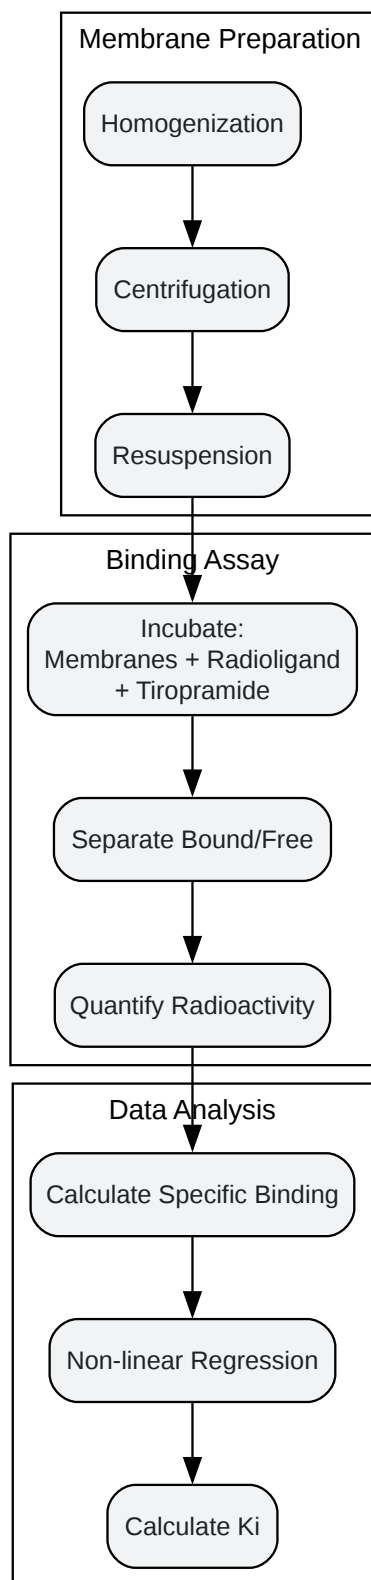 Membrane Preparation
Homogenization
Centrifugation
Resuspension
Binding Assay
Incubate:
Membranes + Radioligand
+ Tiropramide
Separate Bound/Free
Quantify Radioactivity
Data Analysis
Calculate Specific Binding
Non-linear Regression
Calculate Ki